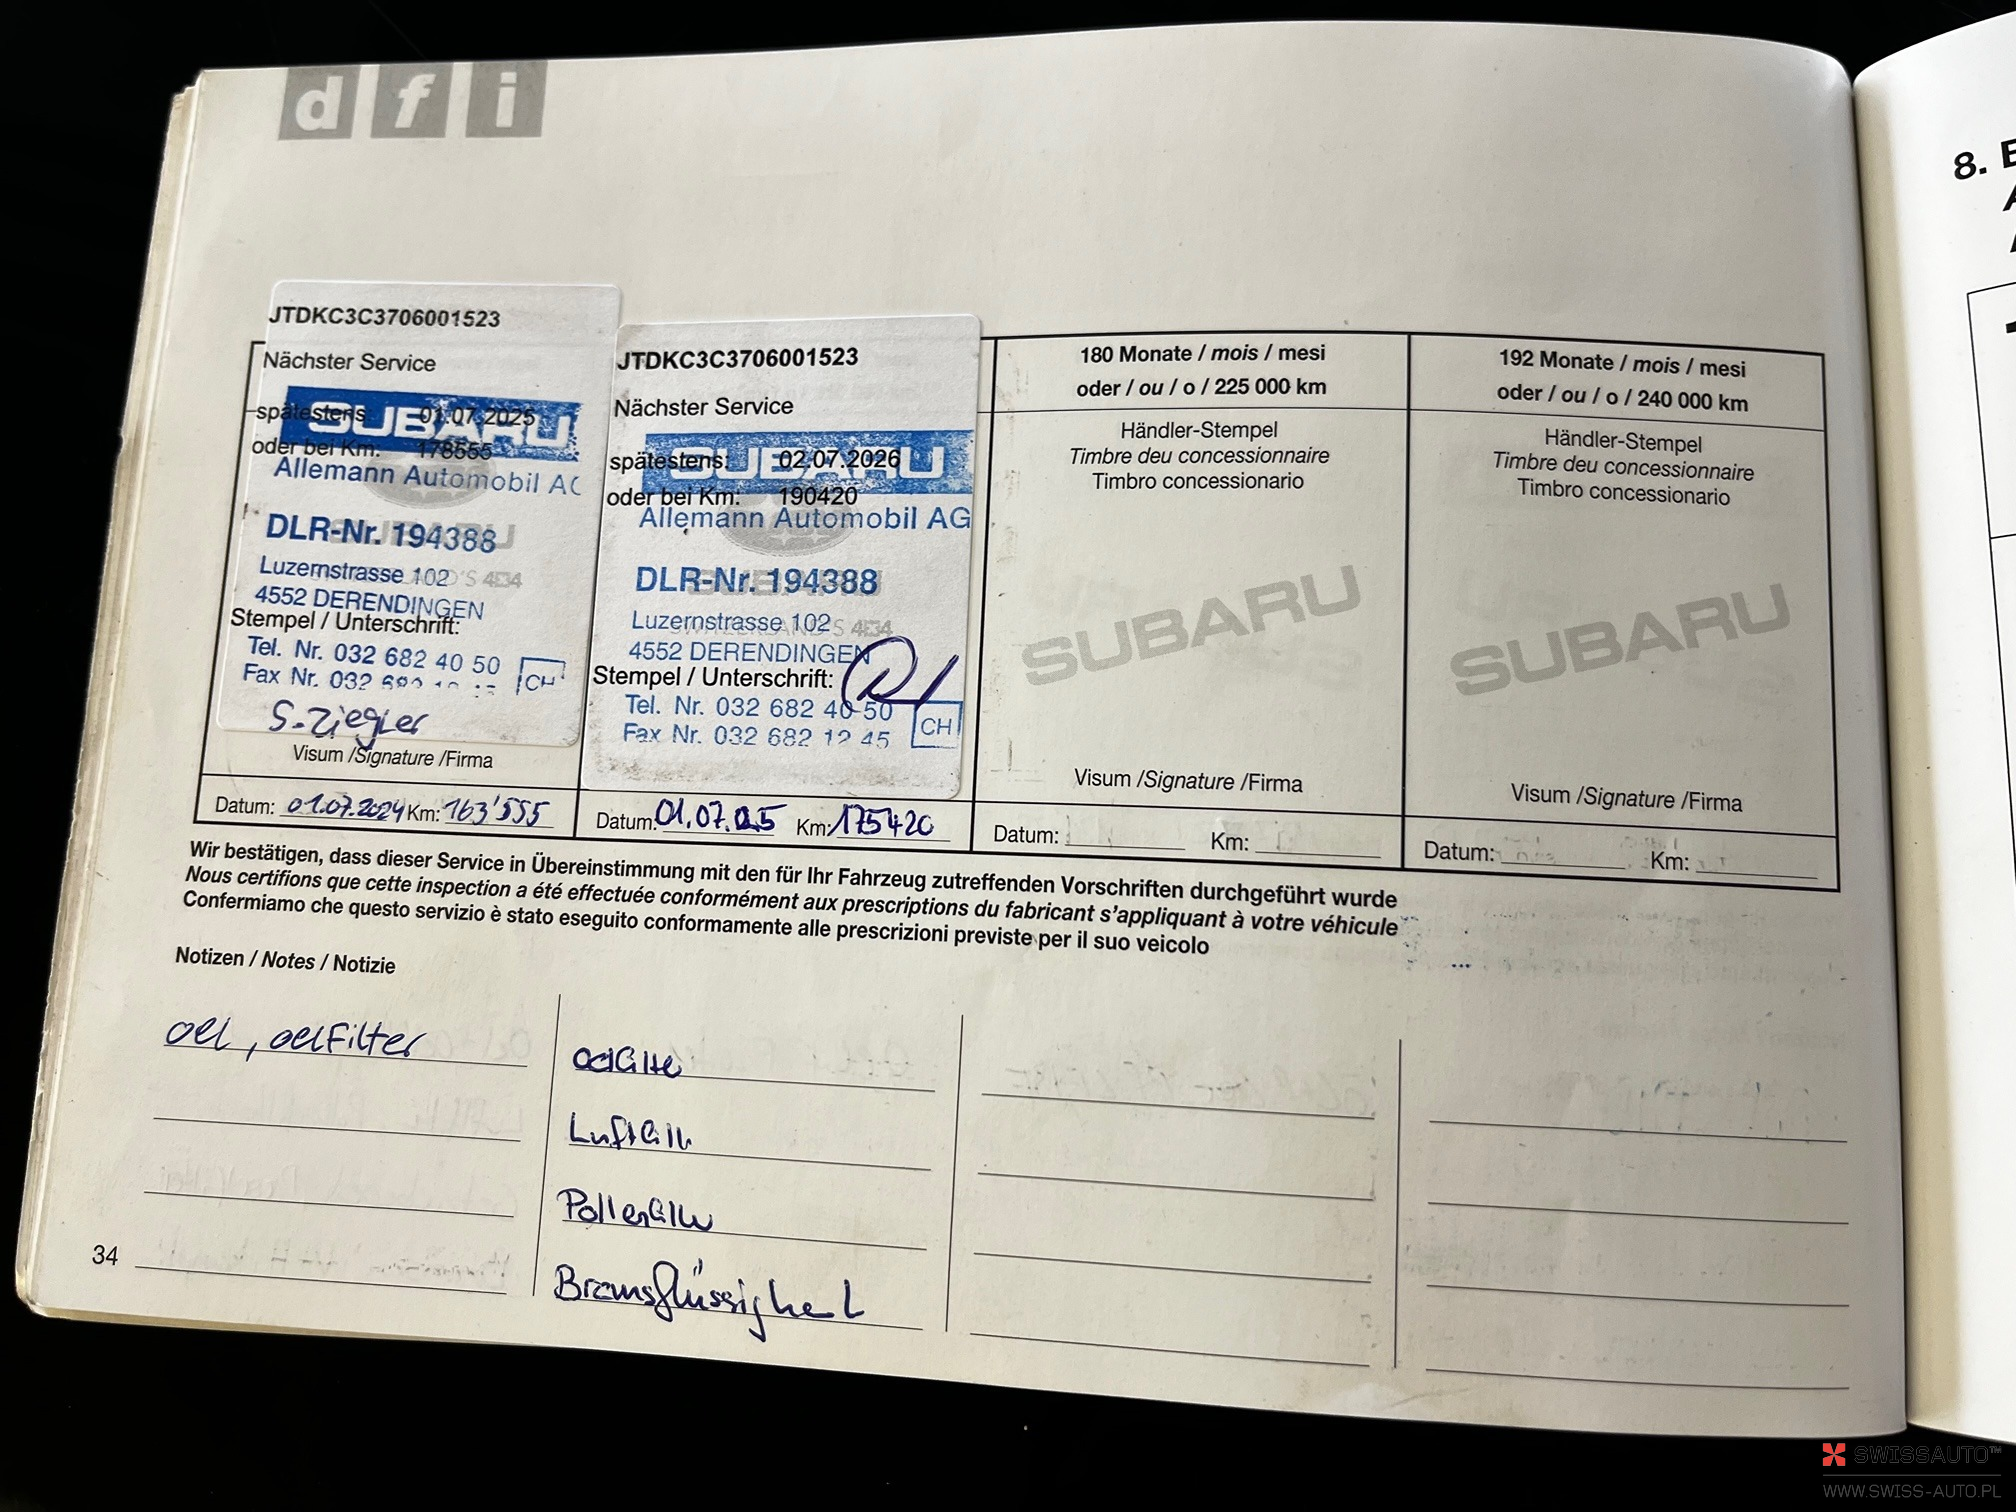 d f i
JTDKC3C3706001523
Nächster Service
SUBARU
spätestens: 01.07.2025
oder bei Km: 178555
Allemann Automobil AG
DLR-Nr. 194388
Luzernstrasse 102
4552 DERENDINGEN
Stempel / Unterschrift:
Tel. Nr. 032 682 40 50
Fax Nr. 032 682
CH
S. Ziegler
Visum /Signature /Firma
Datum: 01.07.2024 Km: 163'555
JTDKC3C3706001523
Nächster Service
SUBARU
spätestens: 02.07.2026
oder bei Km: 190420
Allemann Automobil AG
DLR-Nr. 194388
Luzernstrasse 102
4552 DERENDINGEN
Stempel / Unterschrift:
Tel. Nr. 032 682 40 50
Fax Nr. 032 682 12 45
CH
Datum: 01.07.25 Km: 175420
180 Monate / mois / mesi
oder / ou / o / 225 000 km
Händler-Stempel
Timbre deu concessionnaire
Timbro concessionario
SUBARU
Visum /Signature /Firma
Datum: Km:
192 Monate / mois / mesi
oder / ou / o / 240 000 km
Händler-Stempel
Timbre deu concessionnaire
Timbro concessionario
SUBARU
Visum /Signature /Firma
Datum: Km:
Wir bestätigen, dass dieser Service in Übereinstimmung mit den für Ihr Fahrzeug zutreffenden Vorschriften durchgeführt wurde
Nous certifions que cette inspection a été effectuée conformément aux prescriptions du fabricant s'appliquant à votre véhicule
Confermiamo che questo servizio è stato eseguito conformamente alle prescrizioni previste per il suo veicolo
Notizen / Notes / Notizie
oel, oelFilter
Bremsflüssigkeit
34
8.
SWISSAUTO™
WWW.SWISS-AUTO.PL